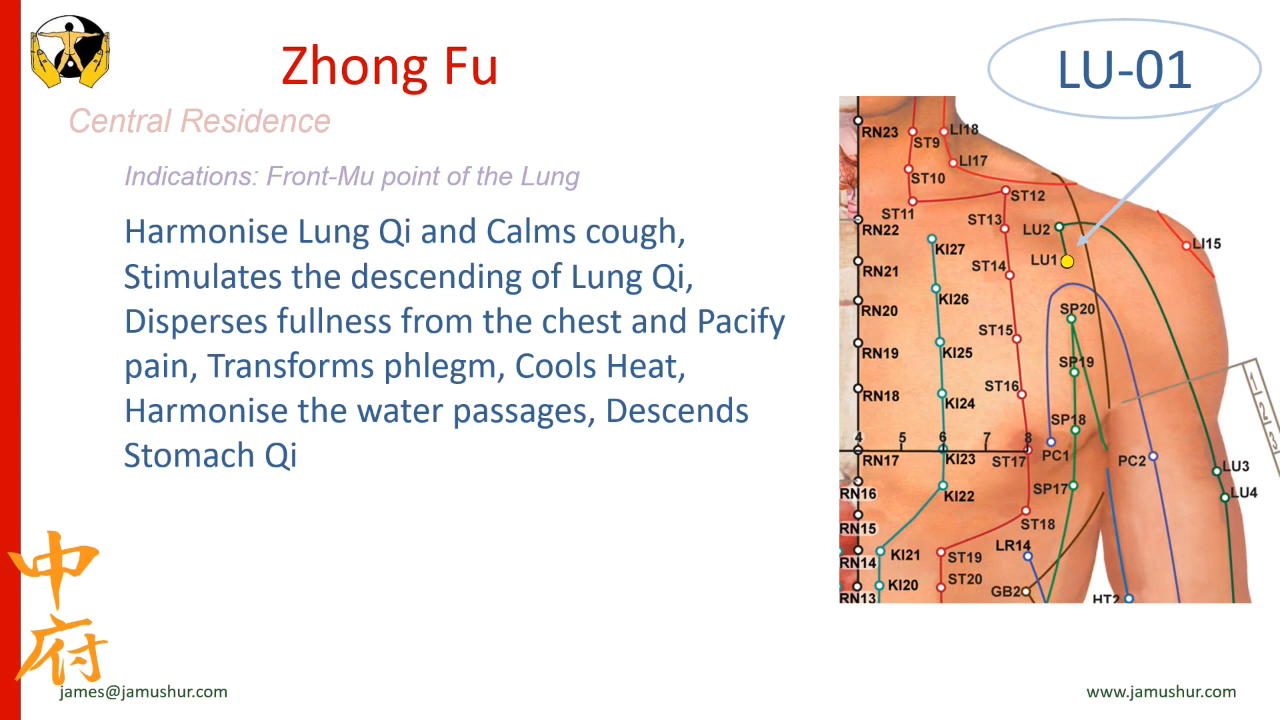 Zhong Fu
LU-01
Central Residence
Indications: Front-Mu point of the Lung
Harmonise Lung Qi and Calms cough,
Stimulates the descending of Lung Qi,
Disperses fullness from the chest and Pacify
pain, Transforms phlegm, Cools Heat,
Harmonise the water passages, Descends
Stomach Qi
RN23
ST9
LI18
LI17
ST10
ST12
ST11
ST13
RN22
LU2
LI15
KI27
RN21
ST14
LU1
KI26
RN20
SP20
ST15
RN19
KI25
SP19
RN18
KI24
ST16
SP18
4 5 6 7 8
RN17
KI23
ST17
PC1
PC2
LU3
RN16
KI22
SP17
LU4
RN15
ST18
RN14
KI21
ST19
LR14
RN13
KI20
ST20
GB2
HT2
中
府
james@jamushur.com
www.jamushur.com